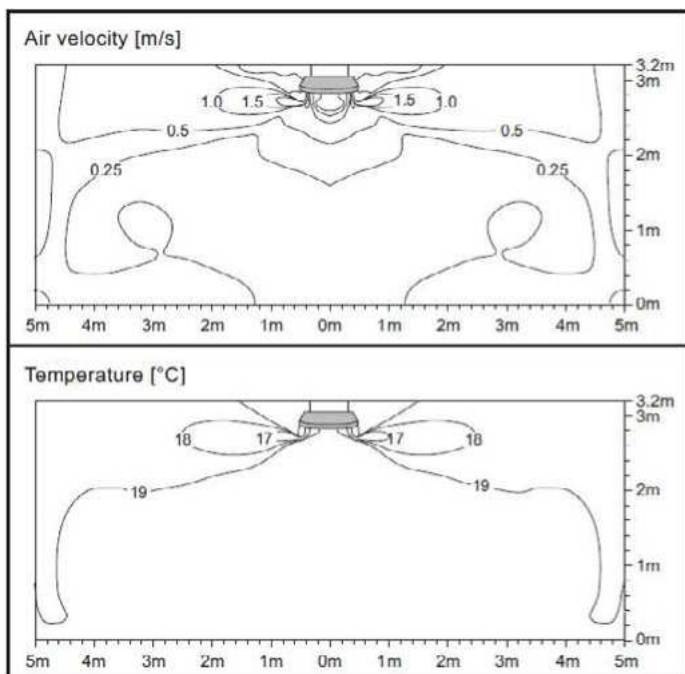 Air velocity [m/s]
3.2m
3m
1.0 1.5 1.5 1.0
0.5 0.5
2m
0.25 0.25
1m
0m
5m 4m 3m 2m 1m 0m 1m 2m 3m 4m 5m
Temperature [°C]
3.2m
3m
18 17 17 18
19 19
2m
1m
0m
5m 4m 3m 2m 1m 0m 1m 2m 3m 4m 5m